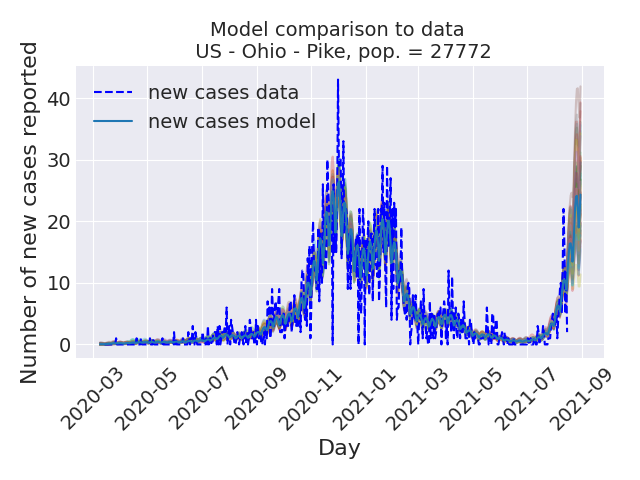 Model comparison to data
US - Ohio - Pike, pop. = 27772
Number of new cases reported
40
30
20
10
0
new cases data
new cases model
2020-03
2020-05
2020-07
2020-09
2020-11
2021-01
2021-03
2021-05
2021-07
2021-09
Day